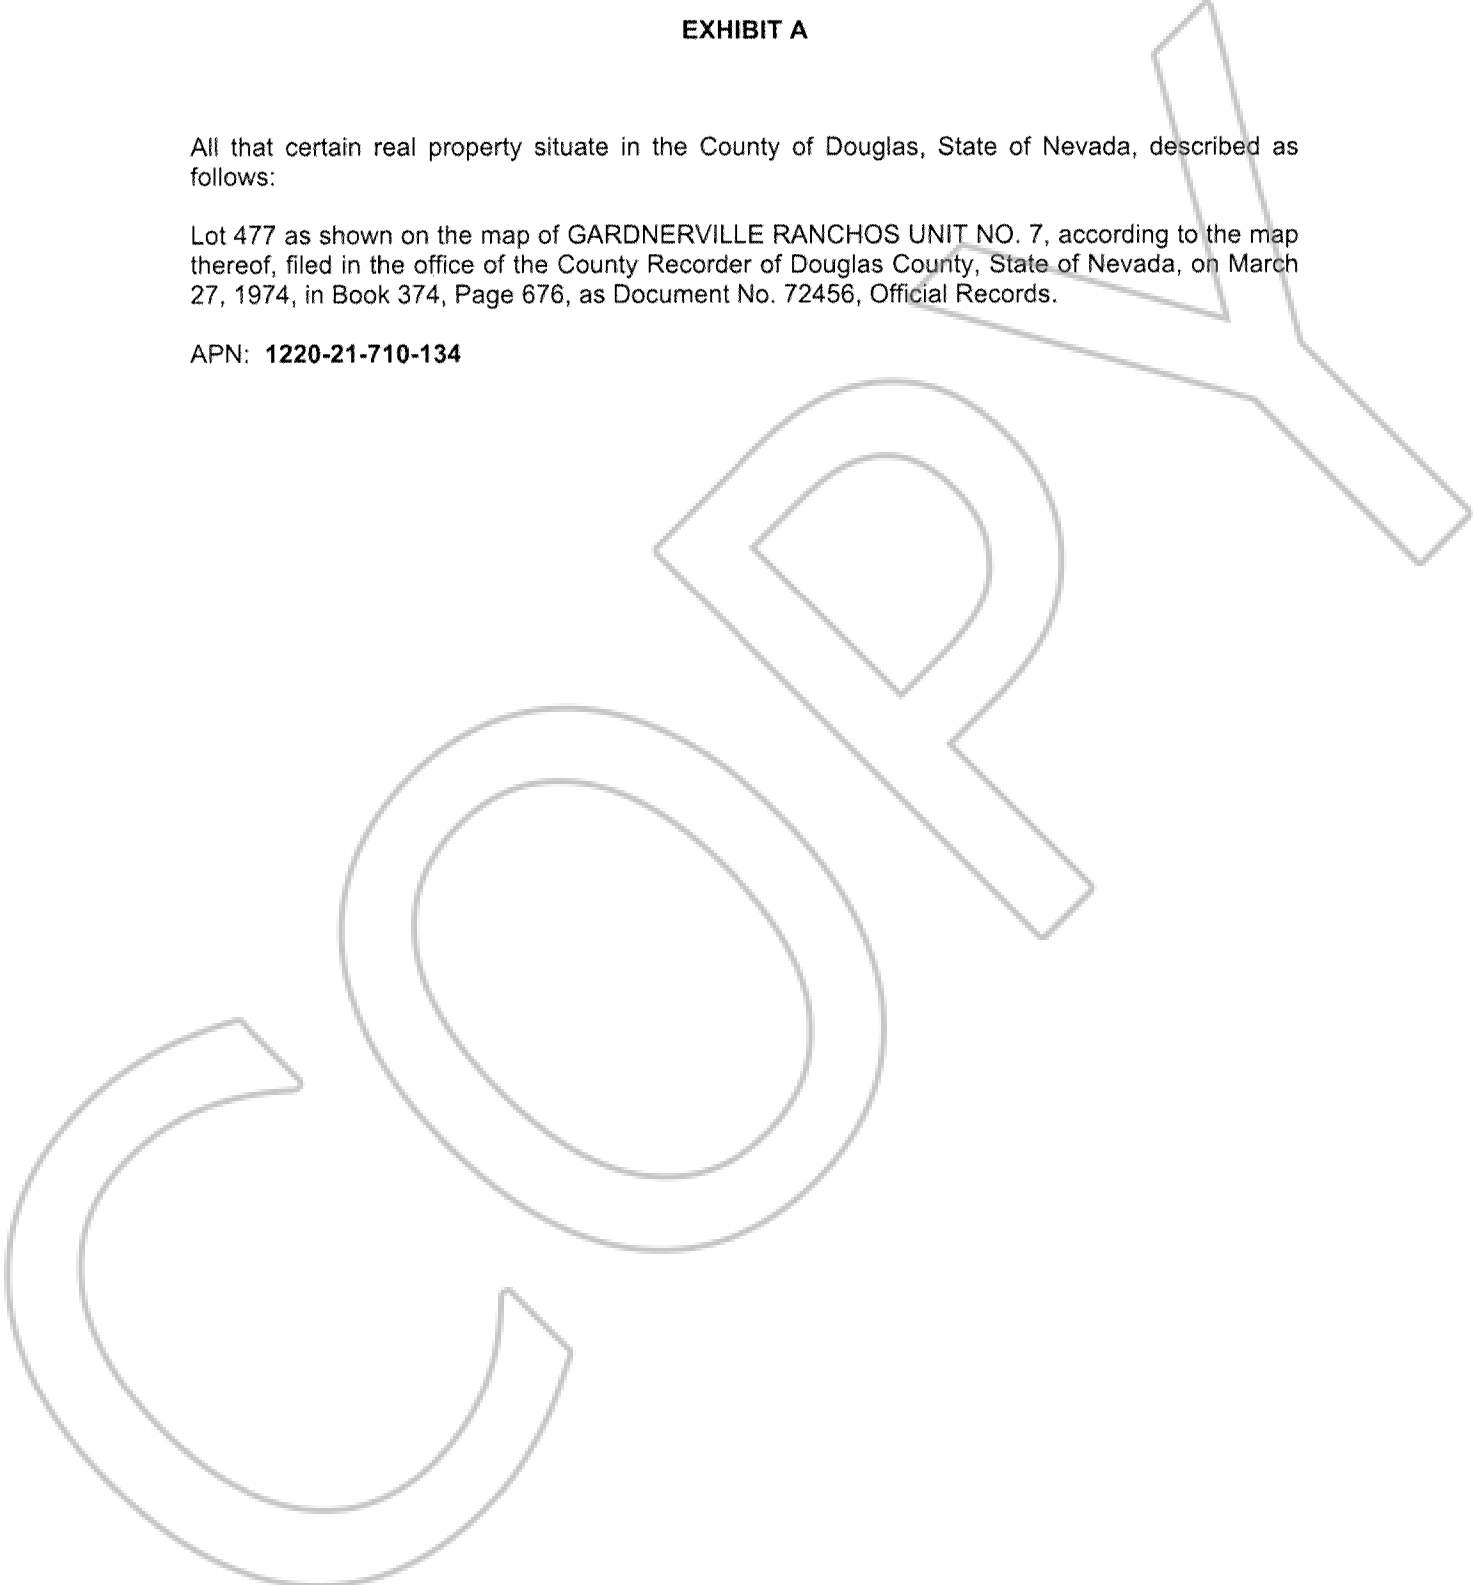 EXHIBIT A
All that certain real property situate in the County of Douglas, State of Nevada, described as
follows:
Lot 477 as shown on the map of GARDNERVILLE RANCHOS UNIT NO. 7, according to the map
thereof, filed in the office of the County Recorder of Douglas County, State of Nevada, on March
27, 1974, in Book 374, Page 676, as Document No. 72456, Official Records.
APN: 1220-21-710-134
COPY